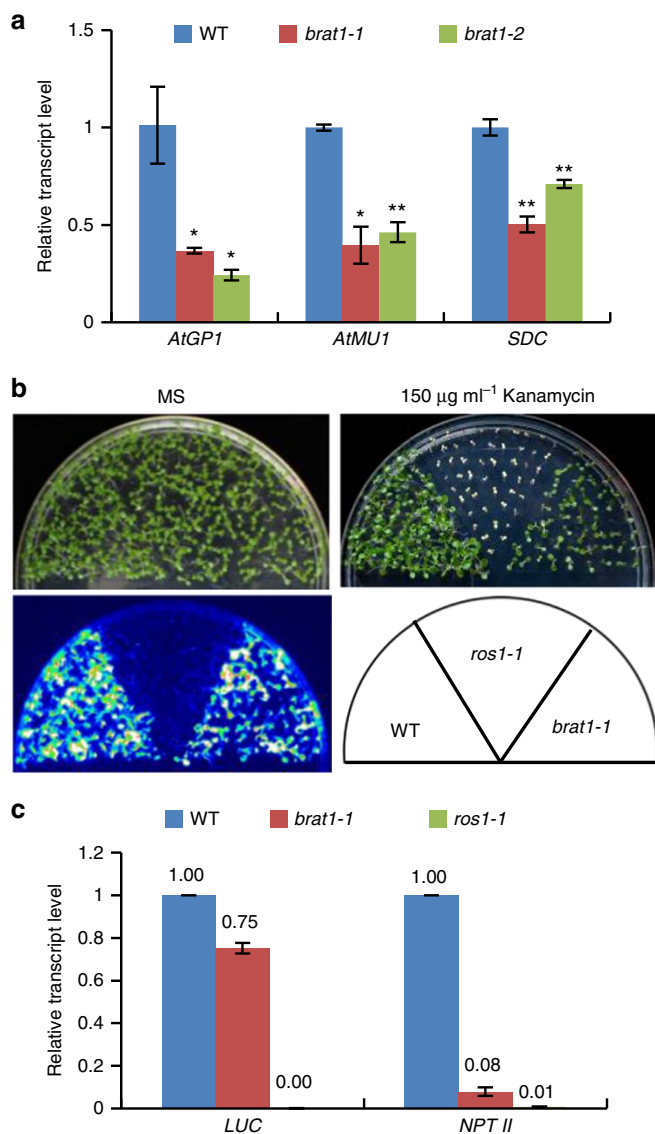 a
1.5
WT brat1-1 brat1-2
Relative transcript level
1
0.5
0
* *
* **
** **
AtGP1 AtMU1 SDC
b
MS 150 μg ml⁻¹ Kanamycin
ros1-1
WT brat1-1
c
WT brat1-1 ros1-1
Relative transcript level
1.2
1
0.8
0.6
0.4
0.2
0
1.00 0.75 0.00
1.00 0.08 0.01
LUC NPT II